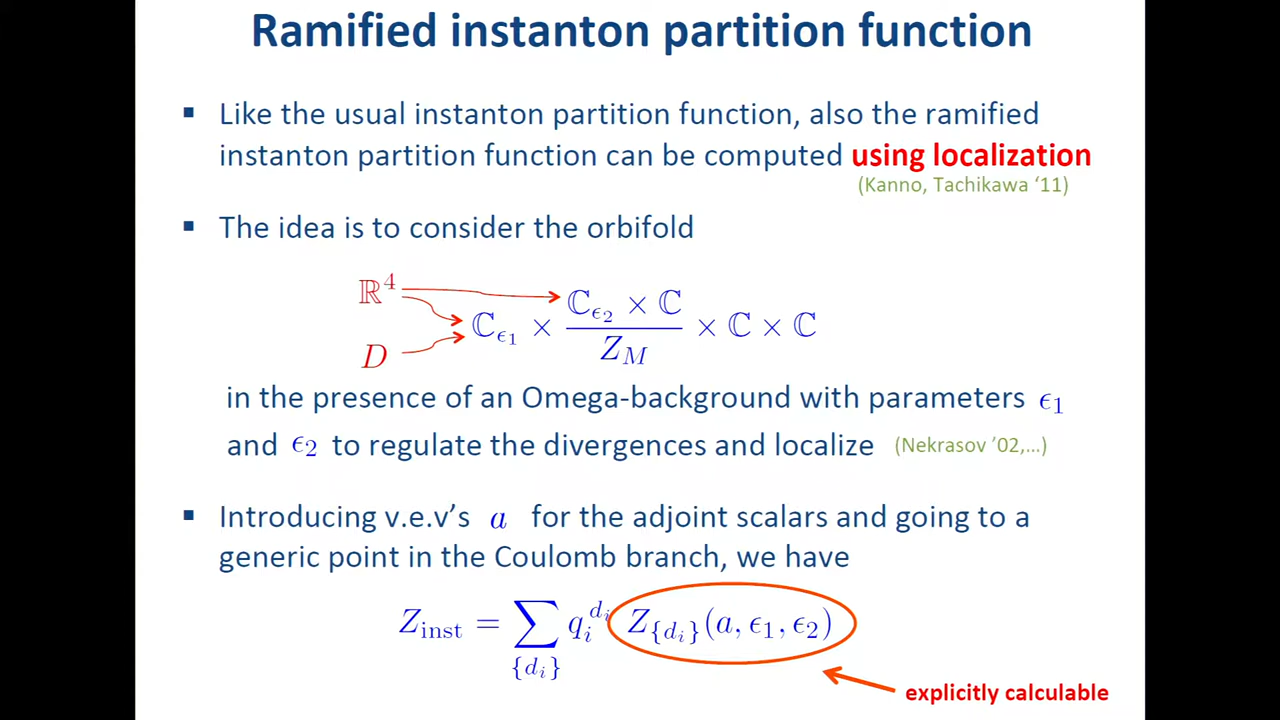 Ramified instanton partition function
▪ Like the usual instanton partition function, also the ramified
instanton partition function can be computed using localization
(Kanno, Tachikawa ‘11)
▪ The idea is to consider the orbifold
ℝ⁴
D
ℂ_{ϵ₁} × \frac{ℂ_{ϵ₂} × ℂ}{Z_M} × ℂ × ℂ
in the presence of an Omega-background with parameters ϵ₁
and ϵ₂ to regulate the divergences and localize (Nekrasov ’02,…)
▪ Introducing v.e.v’s a for the adjoint scalars and going to a
generic point in the Coulomb branch, we have
Z_{inst} = \sum_{\{d_i\}} q_i^{d_i} Z_{\{d_i\}}(a, ϵ₁, ϵ₂)
explicitly calculable